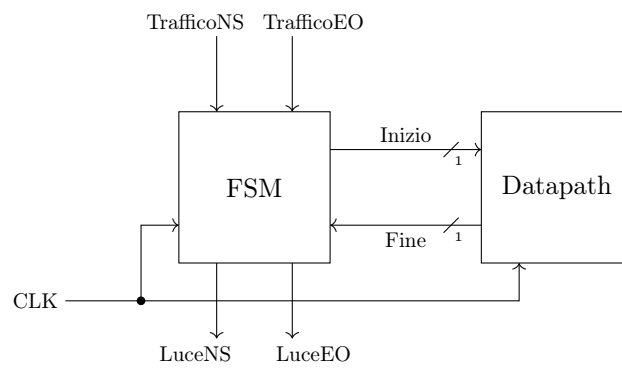 TrafficoNS TrafficoEO
Inizio
1
FSM
Datapath
Fine
1
CLK
LuceNS LuceEO